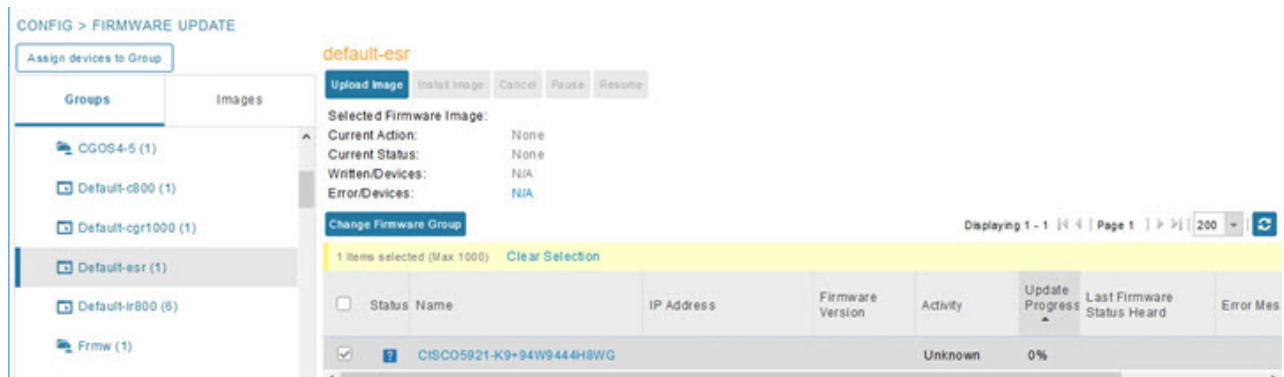 CONFIG > FIRMWARE UPDATE
Assign devices to Group
Groups Images
CGOS4-5 (1)
Default-c800 (1)
Default-cgr1000 (1)
Default-esr (1)
Default-ir800 (6)
Frmw (1)
default-esr
Upload Image Install Image Cancel Pause Resume
Selected Firmware Image:
Current Action: None
Current Status: None
Written/Devices: N/A
Error/Devices: N/A
Change Firmware Group Displaying 1 - 1 | Page 1 | 200
1 Items selected (Max 1000) Clear Selection
Status Name IP Address Firmware Version Activity Update Progress Last Firmware Status Heard Error Mes
? CISCO5921-K9+94W9444H8WG Unknown 0%